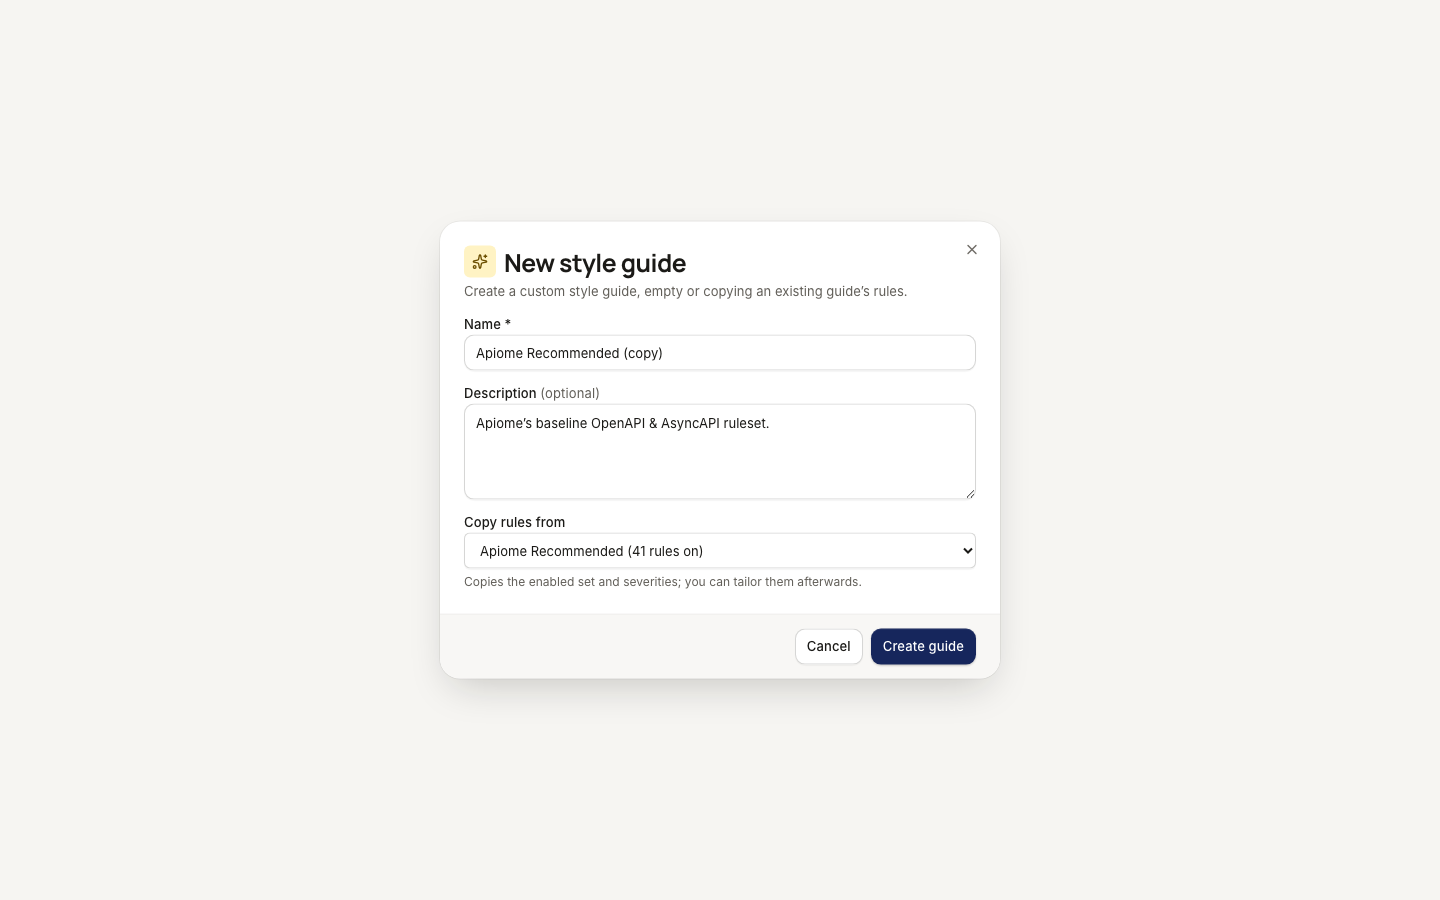 New style guide
Create a custom style guide, empty or copying an existing guide’s rules.
Name *
Apiome Recommended (copy)
Description (optional)
Apiome’s baseline OpenAPI & AsyncAPI ruleset.
Copy rules from
Apiome Recommended (41 rules on)
Copies the enabled set and severities; you can tailor them afterwards.
Cancel
Create guide